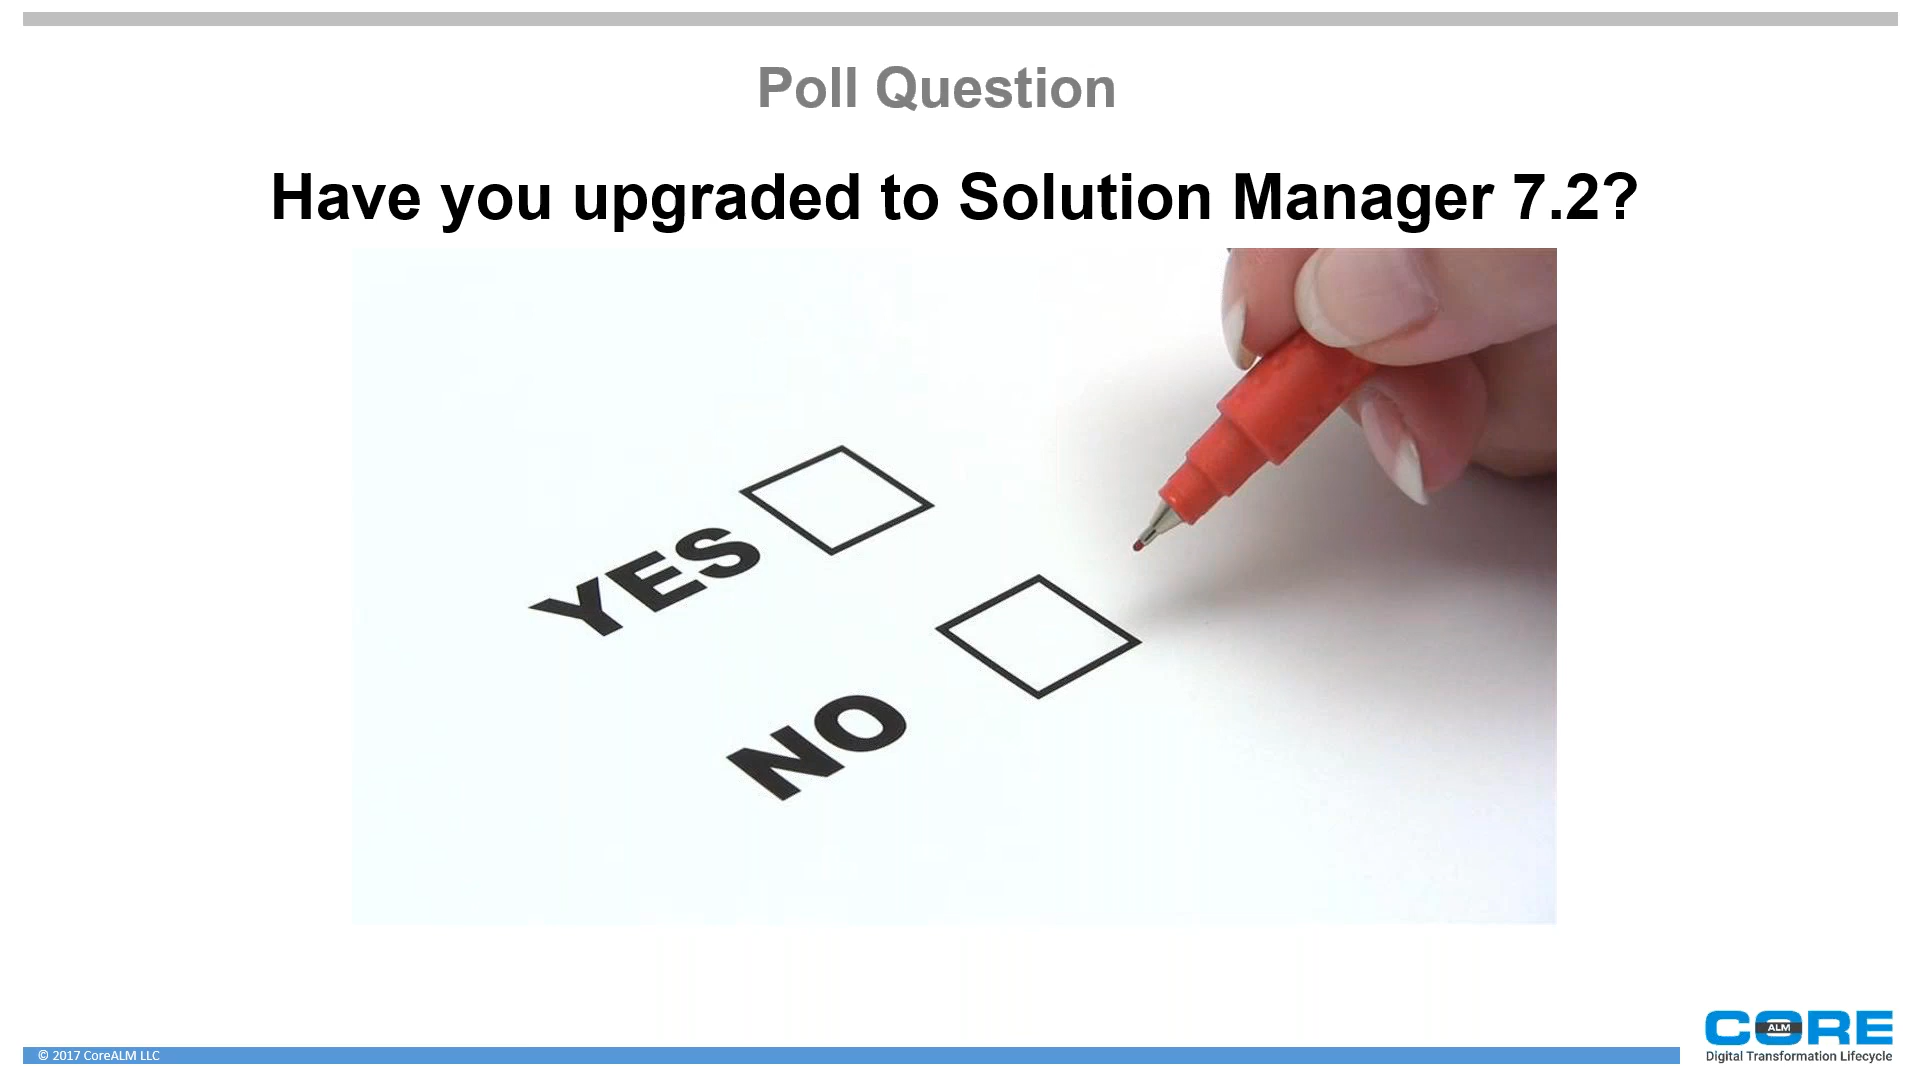 Poll Question
Have you upgraded to Solution Manager 7.2?
YES
NO
© 2017 CoreALM LLC
CORE
ALM
Digital Transformation Lifecycle